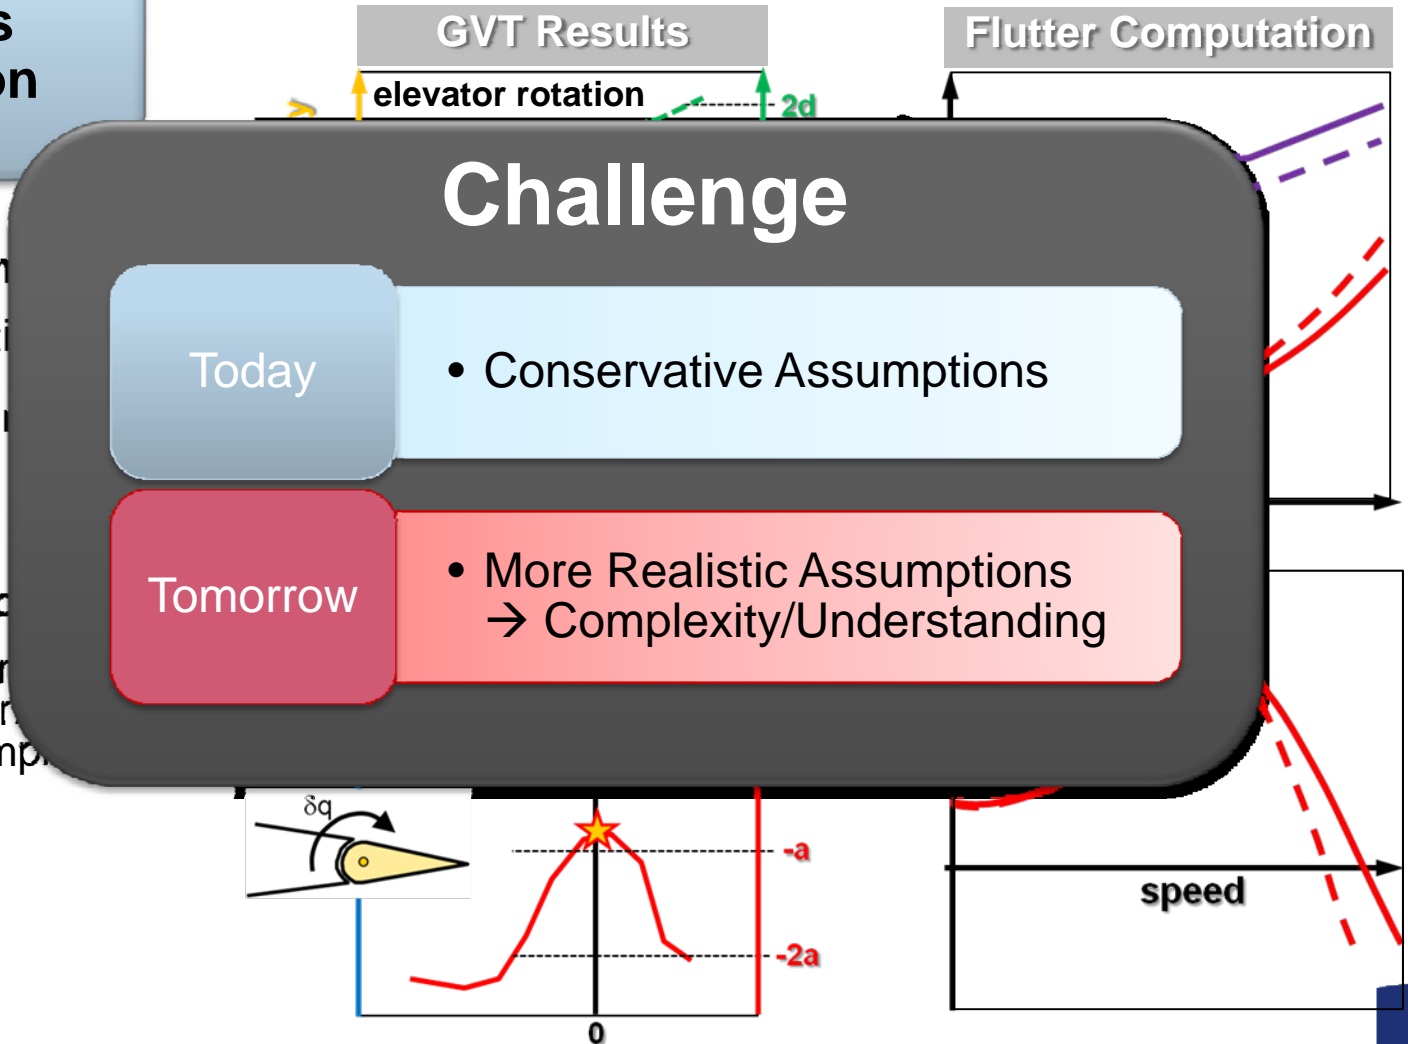 GVT Results
Flutter Computation
elevator rotation
2d
Challenge
Today
• Conservative Assumptions
Tomorrow
• More Realistic Assumptions
→ Complexity/Understanding
δq
-a
speed
-2a
0